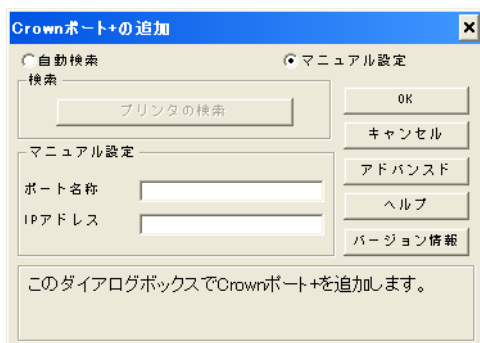 Crownポート+の追加
自動検索
マニュアル設定
検索
プリンタの検索
マニュアル設定
ポート名称
IPアドレス
OK
キャンセル
アドバンスド
ヘルプ
バージョン情報
このダイアログボックスでCrownポート+を追加します。